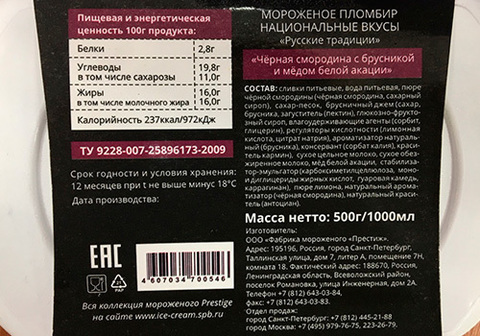 Пищевая и энергетическая
ценность 100г продукта:
Белки 2,8г
Углеводы 19,8г
в том числе сахарозы 11,0г
Жиры 16,0г
в том числе молочного жира 16,0г
Калорийность 237ккал/972кДж
ТУ 9228-007-25896173-2009
Срок годности и условия хранения:
12 месяцев при t не выше минус 18°С
Дата производства:
EAC
21
4 607034 700546
Вся коллекция мороженого Prestige
на сайте www.ice-cream.spb.ru
МОРОЖЕНОЕ ПЛОМБИР
НАЦИОНАЛЬНЫЕ ВКУСЫ
«Русские традиции»
«Чёрная смородина с брусникой
и мёдом белой акации»
СОСТАВ: сливки питьевые, вода питьевая, пюре
чёрной смородины (чёрная смородина, сахарный
сироп), сахар-песок, брусничный джем (сахар,
брусника, загуститель (пектин), глюкозно-фрукто-
зный сироп, влагоудерживающие агенты (сорбит,
глицерин), регуляторы кислотности (лимонная
кислота, цитрат натрия), ароматизатор натураль-
ный (брусника), консервант (сорбат калия), краси-
тель кармин), сухое цельное молоко, сухое обез-
жиренное молоко, мёд белой акации, стабилиза-
тор-эмульгатор (карбоксиметилцеллюлоза, моно-
и диглицериды жирных кислот, гуаровая камедь,
каррагинан), пюре лимона, натуральный аромати-
затор (чёрная смородина), натуральный краси-
тель (антоциан).
Масса нетто: 500г/1000мл
Изготовитель:
ООО «Фабрика мороженого «Престиж».
Адрес: 195196, Россия, город Санкт-Петербург,
Таллинская улица, дом 7, литер А, помещение 7Н,
комната 18. Фактический адрес: 188670, Россия,
Ленинградская область, Всеволожский район,
поселок Романовка, улица Инженерная, дом 2А.
Телефон +7 (812) 643-03-84,
факс: +7 (812) 643-03-83.
Отдел продаж:
город Санкт-Петербург: +7 (812) 445-21-88
город Москва: +7 (495) 979-76-75, 223-26-79.